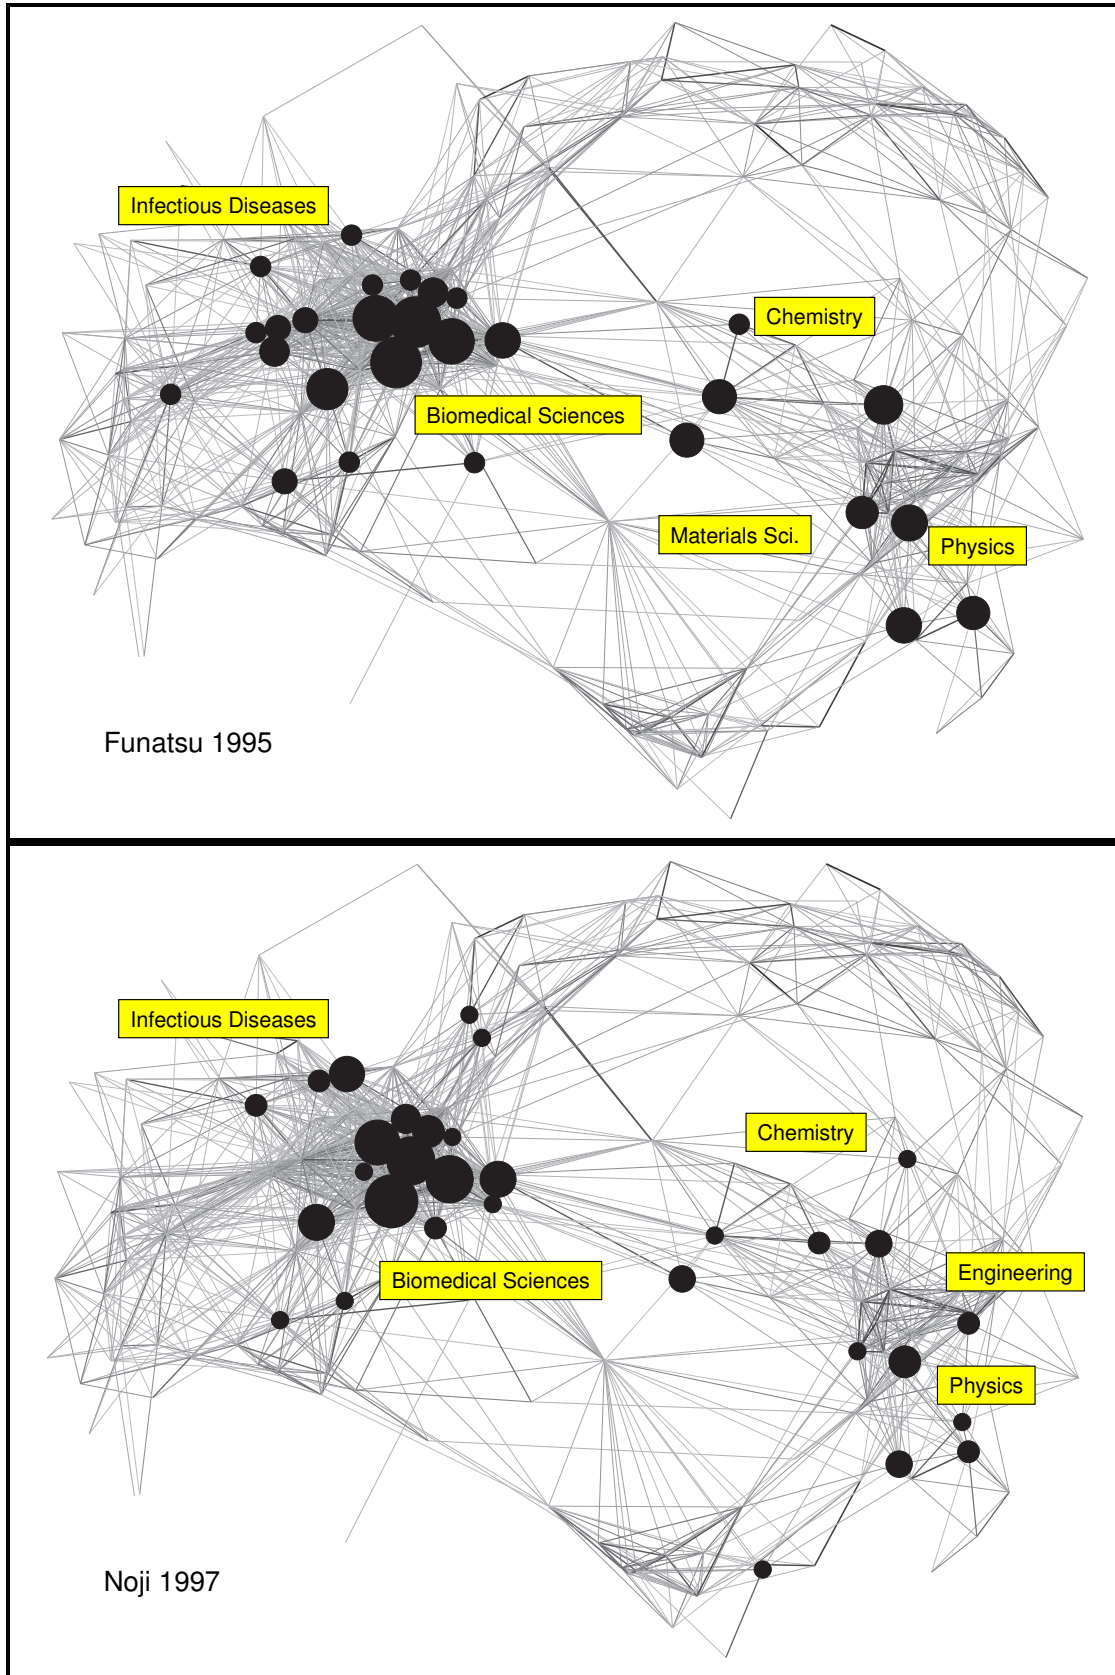 Infectious Diseases
Chemistry
Biomedical Sciences
Materials Sci.
Physics
Funatsu 1995
Infectious Diseases
Chemistry
Engineering
Biomedical Sciences
Physics
Noji 1997